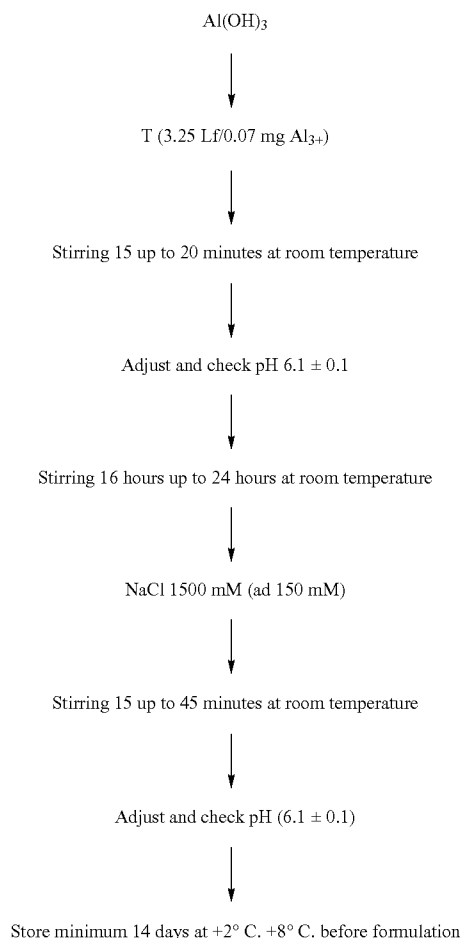 Al(OH)₃
T (3.25 Lf/0.07 mg Al₃₊)
Stirring 15 up to 20 minutes at room temperature
Adjust and check pH 6.1 ± 0.1
Stirring 16 hours up to 24 hours at room temperature
NaCl 1500 mM (ad 150 mM)
Stirring 15 up to 45 minutes at room temperature
Adjust and check pH (6.1 ± 0.1)
Store minimum 14 days at +2° C. +8° C. before formulation